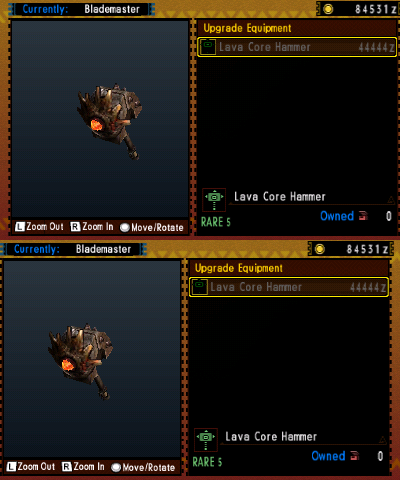 Currently: Blademaster
84531z
Upgrade Equipment
Lava Core Hammer 44444z
Lava Core Hammer
Owned 0
RARE 5
L Zoom Out R Zoom In Move/Rotate
Currently: Blademaster
84531z
Upgrade Equipment
Lava Core Hammer 44444z
Lava Core Hammer
Owned 0
RARE 5
L Zoom Out R Zoom In Move/Rotate